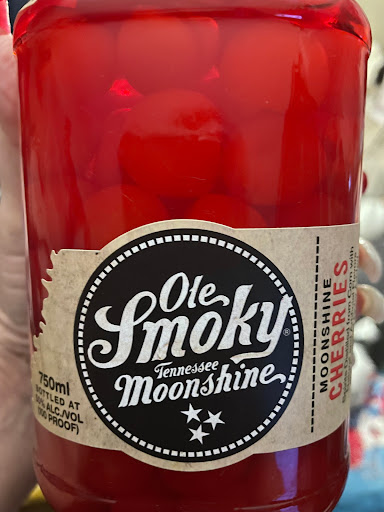 Ole
Smoky®
Tennessee
Moonshine
750ml
BOTTLED AT
50% ALC./VOL
(100 PROOF)
MOONSHINE
CHERRIES